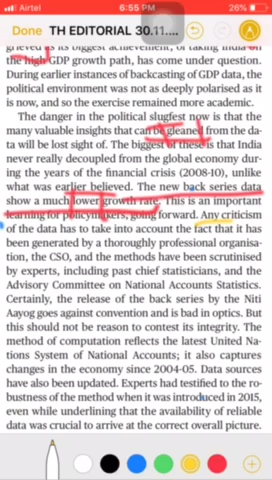 Airtel 6:55 PM 26%
Done TH EDITORIAL 30.11....
grieved as its biggest achievement, of taking India on
the high GDP growth path, has come under question.
During earlier instances of backcasting of GDP data, the
political environment was not as deeply polarised as it
is now, and so the exercise remained more academic.
The danger in the political slugfest now is that the
many valuable insights that can be gleaned from the da-
ta will be lost sight of. The biggest of these is that India
never really decoupled from the global economy dur-
ing the years of the financial crisis (2008-10), unlike
what was earlier believed. The new back series data
show a much lower growth rate. This is an important
learning for policymakers, going forward. Any criticism
of the data has to take into account the fact that it has
been generated by a thoroughly professional organisa-
tion, the CSO, and the methods have been scrutinised
by experts, including past chief statisticians, and the
Advisory Committee on National Accounts Statistics.
Certainly, the release of the back series by the Niti
Aayog goes against convention and is bad in optics. But
this should not be reason to contest its integrity. The
method of computation reflects the latest United Na-
tions System of National Accounts; it also captures
changes in the economy since 2004-05. Data sources
have also been updated. Experts had testified to the ro-
bustness of the method when it was introduced in 2015,
even while underlining that the availability of reliable
data was crucial to arrive at the correct overall picture.